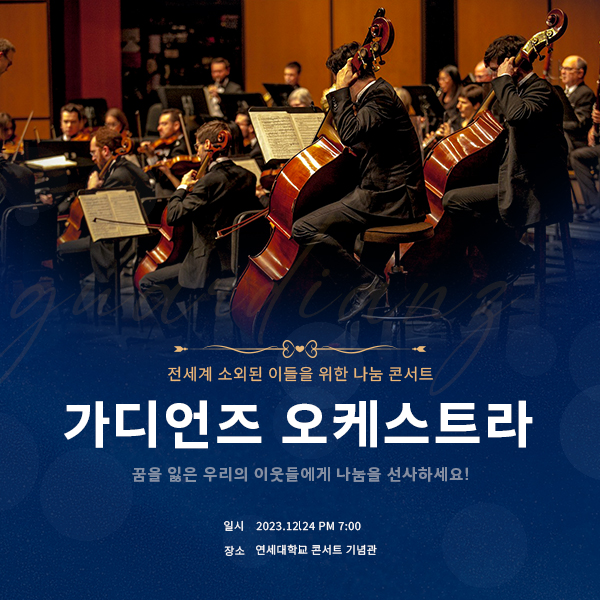 guardians
전세계 소외된 이들을 위한 나눔 콘서트
가디언즈 오케스트라
꿈을 잃은 우리의 이웃들에게 나눔을 선사하세요!
일시 2023.12.24 PM 7:00
장소 연세대학교 콘서트 기념관